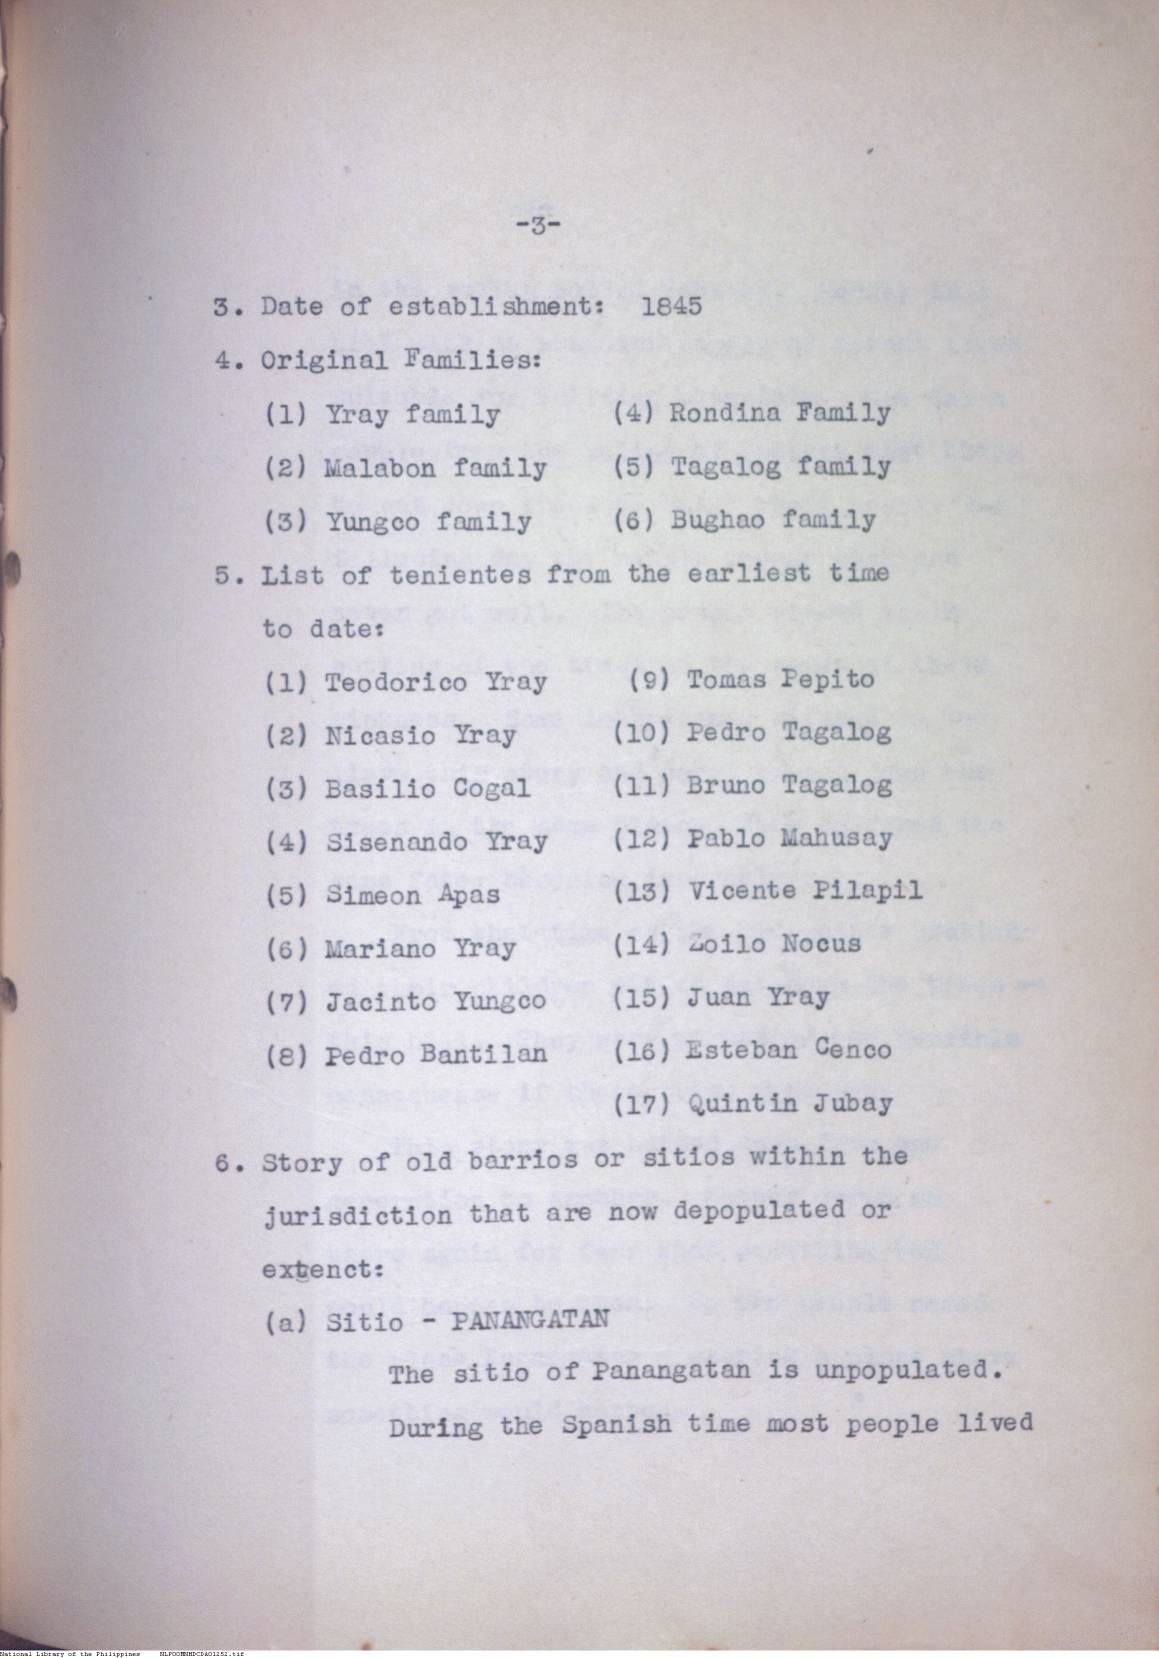 -3-
3. Date of establishment: 1845
4. Original Families:
(1) Yray family (4) Rondina Family
(2) Malabon family (5) Tagalog family
(3) Yungco family (6) Bughao family
5. List of tenientes from the earliest time
to date:
(1) Teodorico Yray (9) Tomas Pepito
(2) Nicasio Yray (10) Pedro Tagalog
(3) Basilio Cogal (11) Bruno Tagalog
(4) Sisenando Yray (12) Pablo Mahusay
(5) Simeon Apas (13) Vicente Pilapil
(6) Mariano Yray (14) Zoilo Nocus
(7) Jacinto Yungco (15) Juan Yray
(8) Pedro Bantilan (16) Esteban Cenco
(17) Quintin Jubay
6. Story of old barrios or sitios within the
jurisdiction that are now depopulated or
extenct:
(a) Sitio - PANANGATAN
The sitio of Panangatan is unpopulated.
During the Spanish time most people lived
National Library of the Philippines NLPOOMNHDCDA01252.tif